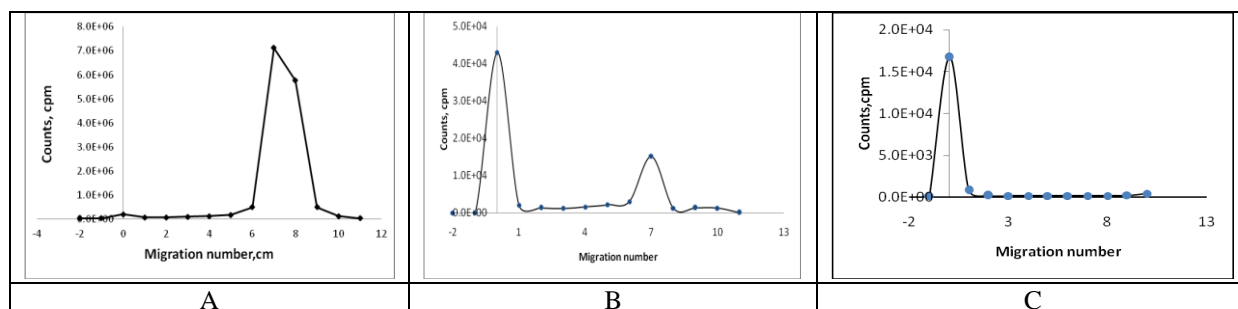 8.0E+06
7.0E+06
6.0E+06
5.0E+06
4.0E+06
3.0E+06
2.0E+06
1.0E+06
0.0E+00
Counts, cpm
-4 -2 0 2 4 6 8 10 12
Migration number,cm
A
5.0E+04
4.0E+04
3.0E+04
2.0E+04
1.0E+04
0.0E+00
Counts, cpm
-2 1 4 7 10 13
Migration number
B
2.0E+04
1.5E+04
1.0E+04
5.0E+03
0.0E+00
Counts,cpm
-2 3 8 13
Migration number
C